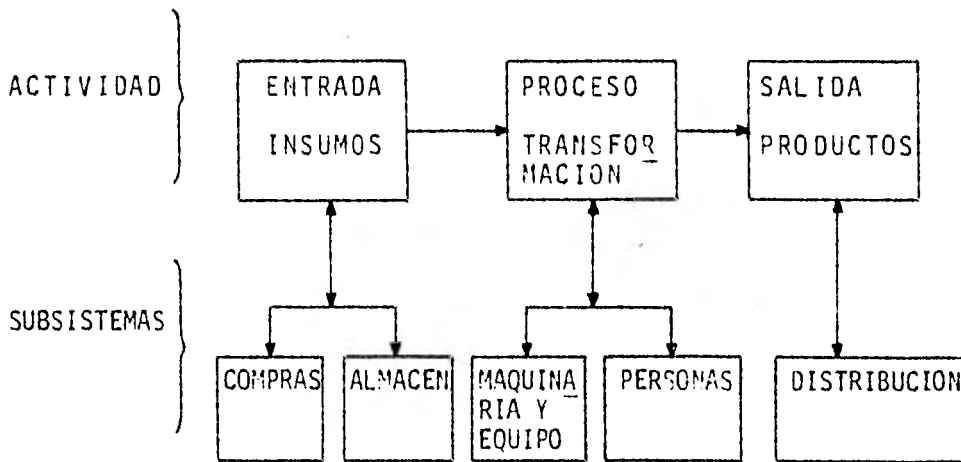 ACTIVIDAD
ENTRADA
INSUMOS
PROCESO
TRANSFOR
MACION
SALIDA
PRODUCTOS
SUBSISTEMAS
COMPRAS
ALMACEN
MAQUINA
RIA Y
EQUIPO
PERSONAS
DISTRIBUCION